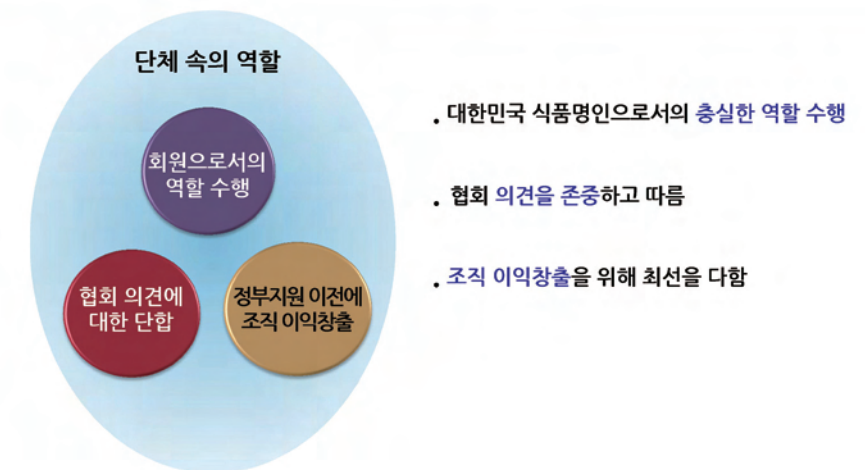 단체 속의 역할
회원으로서의
역할 수행
협회 의견에
대한 단합
정부지원 이전에
조직 이익창출
. 대한민국 식품명인으로서의 충실한 역할 수행
. 협회 의견을 존중하고 따름
. 조직 이익창출을 위해 최선을 다함